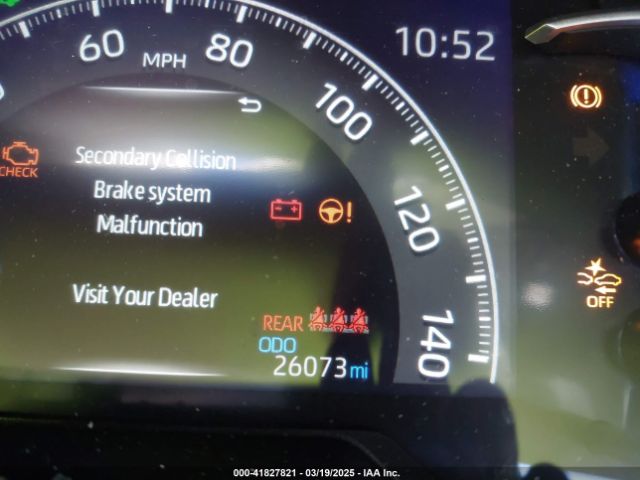 60
MPH
80
10:52
100
CHECK
Secondary Collision
Brake system
Malfunction
120
Visit Your Dealer
OFF
REAR
ODO
140
26073 mi
000-41827821 - 03/19/2025 - IAA Inc.